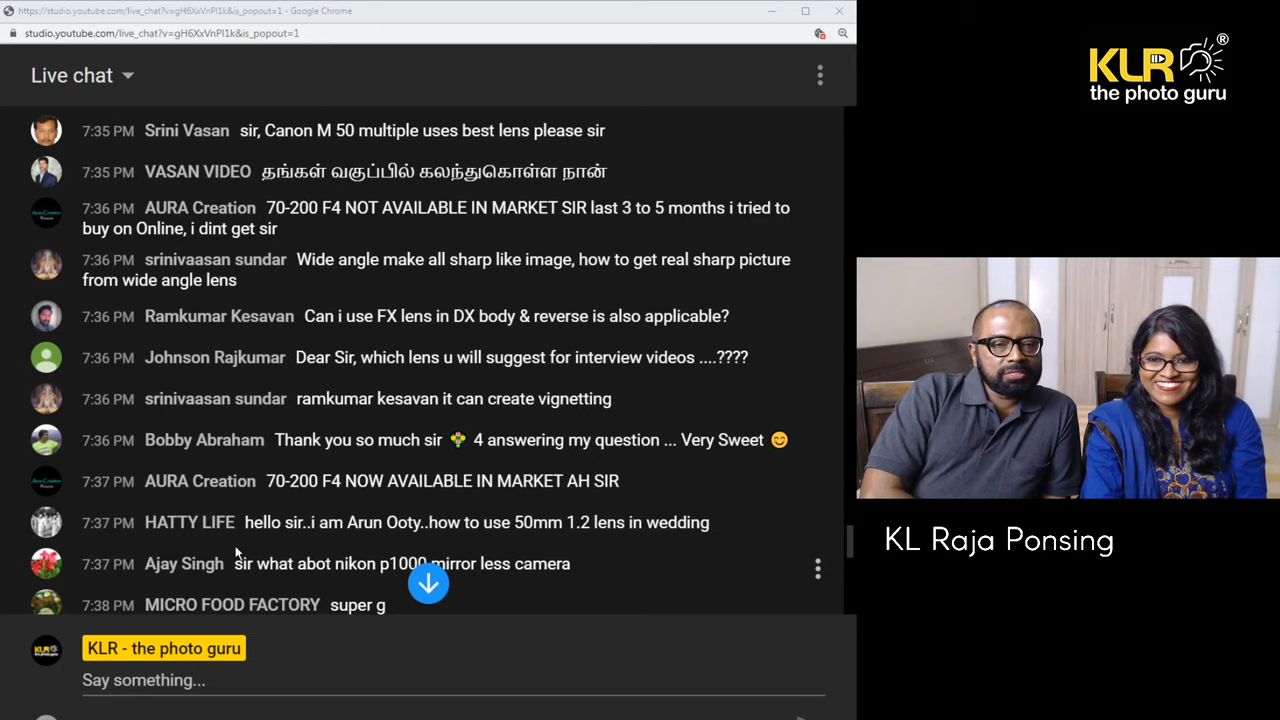 https://studio.youtube.com/live_chat?v=gH6XxVnPl1k&is_popout=1 - Google Chrome
studio.youtube.com/live_chat?v=gH6XxVnPl1k&is_popout=1
Live chat
7:35 PM Srini Vasan sir, Canon M 50 multiple uses best lens please sir
7:35 PM VASAN VIDEO தங்கள் வகுப்பில் கலந்துகொள்ள நான்
7:36 PM AURA Creation 70-200 F4 NOT AVAILABLE IN MARKET SIR last 3 to 5 months i tried to
buy on Online, i dint get sir
7:36 PM srinivaasan sundar Wide angle make all sharp like image, how to get real sharp picture
from wide angle lens
7:36 PM Ramkumar Kesavan Can i use FX lens in DX body & reverse is also applicable?
7:36 PM Johnson Rajkumar Dear Sir, which lens u will suggest for interview videos ....????
7:36 PM srinivaasan sundar ramkumar kesavan it can create vignetting
7:36 PM Bobby Abraham Thank you so much sir 4 answering my question ... Very Sweet 😊
7:37 PM AURA Creation 70-200 F4 NOW AVAILABLE IN MARKET AH SIR
7:37 PM HATTY LIFE hello sir..i am Arun Ooty..how to use 50mm 1.2 lens in wedding
7:37 PM Ajay Singh sir what abot nikon p1000 mirror less camera
7:38 PM MICRO FOOD FACTORY super g
KLR - the photo guru
Say something...
KLR ®
the photo guru
KL Raja Ponsing